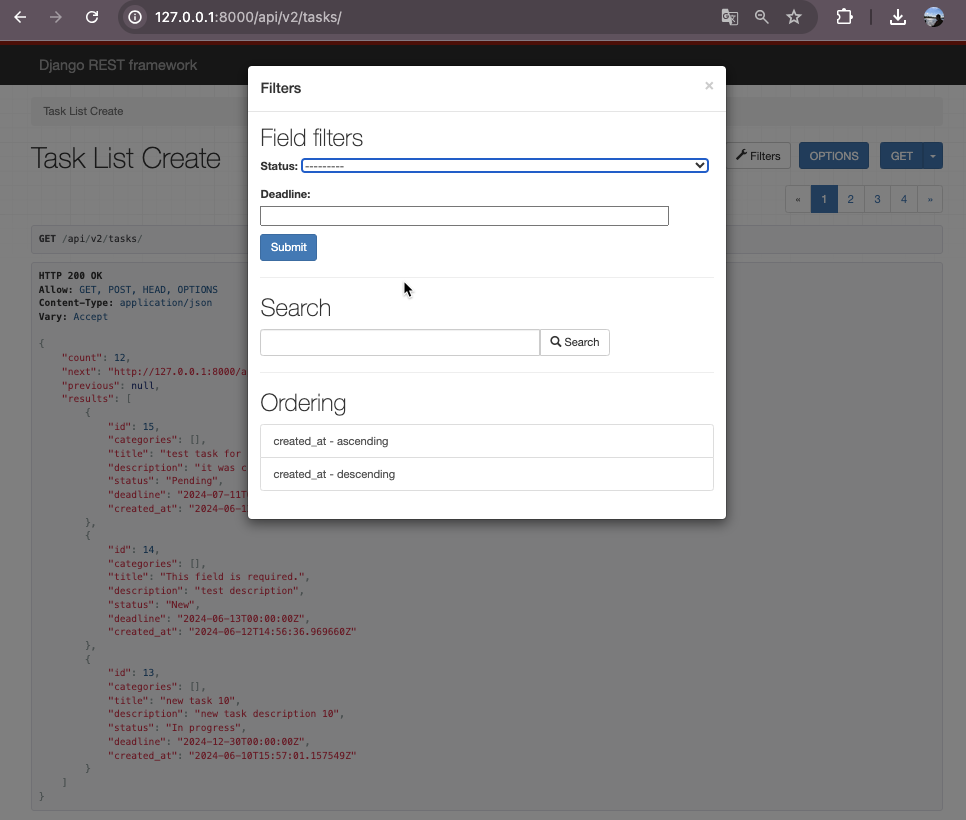 127.0.0.1:8000/api/v2/tasks/
Django REST framework
Task List Create
Task List Create
Filters
OPTIONS
GET
« 1 2 3 4 »
GET /api/v2/tasks/
HTTP 200 OK
Allow: GET, POST, HEAD, OPTIONS
Content-Type: application/json
Vary: Accept
{
"count": 12,
"next": "http://127.0.0.1:8000/a
"previous": null,
"results": [
{
"id": 15,
"categories": [],
"title": "test task for
"description": "it was c
"status": "Pending",
"deadline": "2024-07-11T
"created_at": "2024-06-1
},
{
"id": 14,
"categories": [],
"title": "This field is required.",
"description": "test description",
"status": "New",
"deadline": "2024-06-13T00:00:00Z",
"created_at": "2024-06-12T14:56:36.969660Z"
},
{
"id": 13,
"categories": [],
"title": "new task 10",
"description": "new task description 10",
"status": "In progress",
"deadline": "2024-12-30T00:00:00Z",
"created_at": "2024-06-10T15:57:01.157549Z"
}
]
}
Filters ×
Field filters
Status: ---------
Deadline:
Submit
Search
Search
Ordering
created_at - ascending
created_at - descending